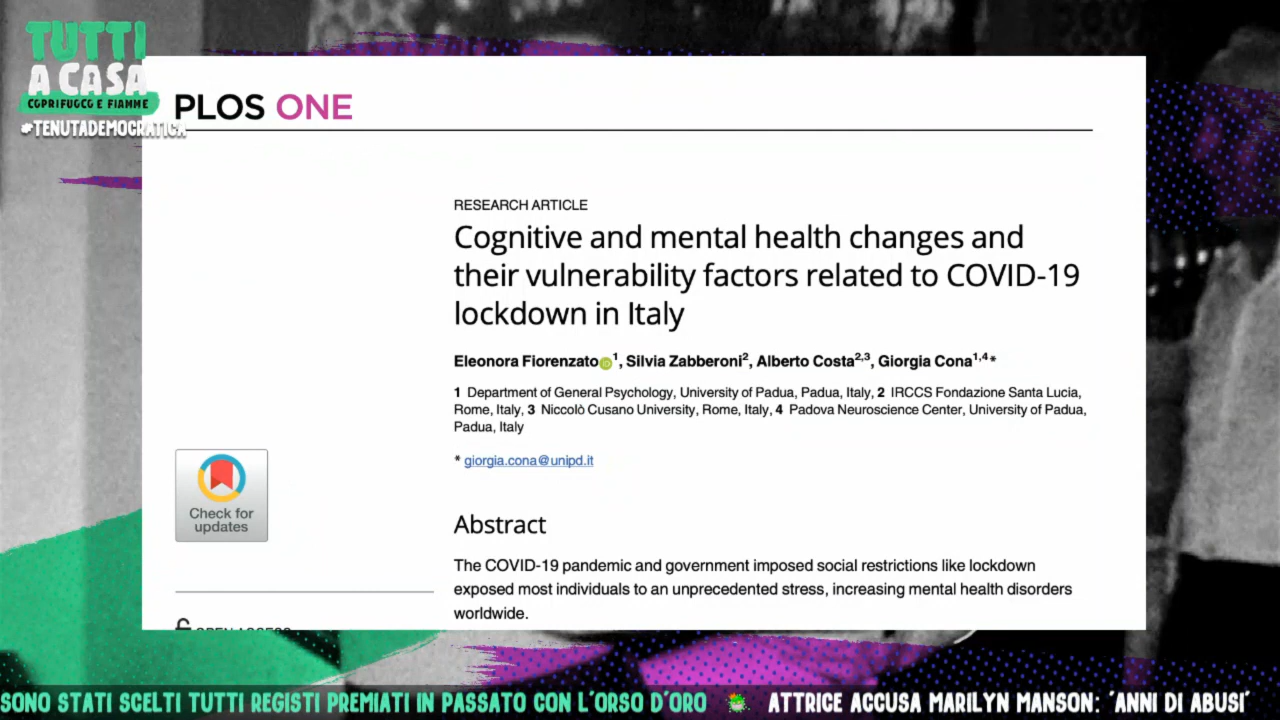 TUTTI
A CASA
COPRIFUOCO E FIAMME
#TENUTADEMOCRATICA
PLOS ONE
RESEARCH ARTICLE
Cognitive and mental health changes and
their vulnerability factors related to COVID-19
lockdown in Italy
Eleonora Fiorenzato iD 1, Silvia Zabberoni2, Alberto Costa2,3, Giorgia Cona1,4*
1 Department of General Psychology, University of Padua, Padua, Italy, 2 IRCCS Fondazione Santa Lucia,
Rome, Italy, 3 Niccolò Cusano University, Rome, Italy, 4 Padova Neuroscience Center, University of Padua,
Padua, Italy
* giorgia.cona@unipd.it
Check for
updates
Abstract
The COVID-19 pandemic and government imposed social restrictions like lockdown
exposed most individuals to an unprecedented stress, increasing mental health disorders
worldwide.
OPEN ACCESS
SONO STATI SCELTI TUTTI REGISTI PREMIATI IN PASSATO CON L'ORSO D'ORO ATTRICE ACCUSA MARILYN MANSON: 'ANNI DI ABUSI'